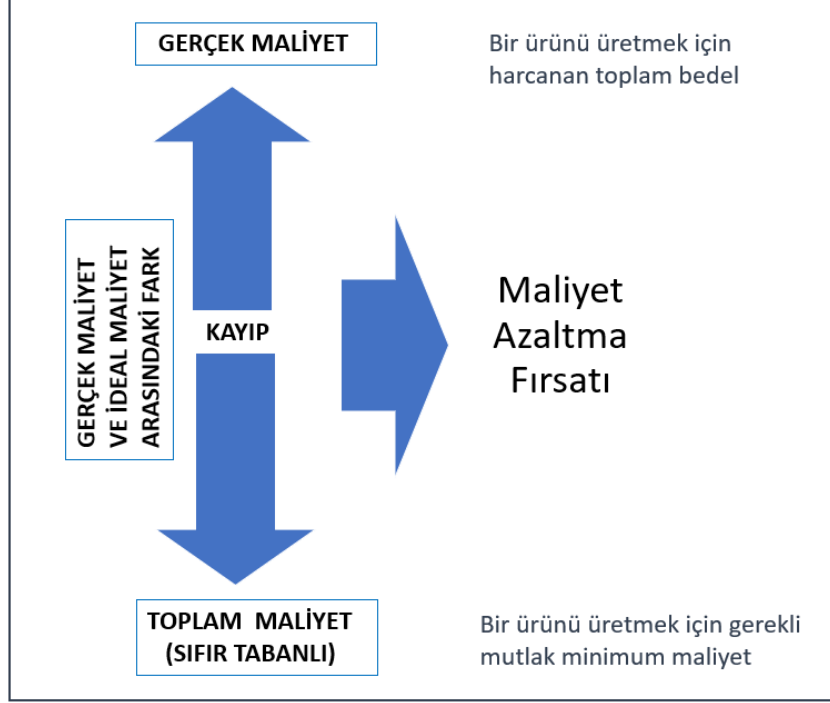 GERÇEK MALİYET
Bir ürünü üretmek için
harcanan toplam bedel
GERÇEK MALİYET
VE İDEAL MALİYET
ARASINDAKİ FARK
KAYIP
Maliyet
Azaltma
Fırsatı
TOPLAM MALİYET
(SIFIR TABANLI)
Bir ürünü üretmek için gerekli
mutlak minimum maliyet